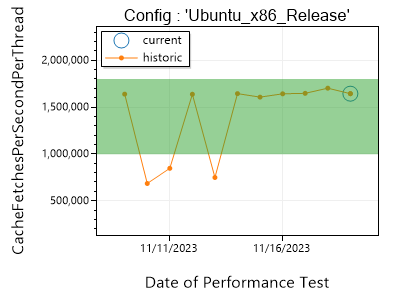 Config : 'Ubuntu_x86_Release'
current
historic
CacheFetchesPerSecondPerThread
2,000,000
1,500,000
1,000,000
500,000
11/11/2023
11/16/2023
Date of Performance Test